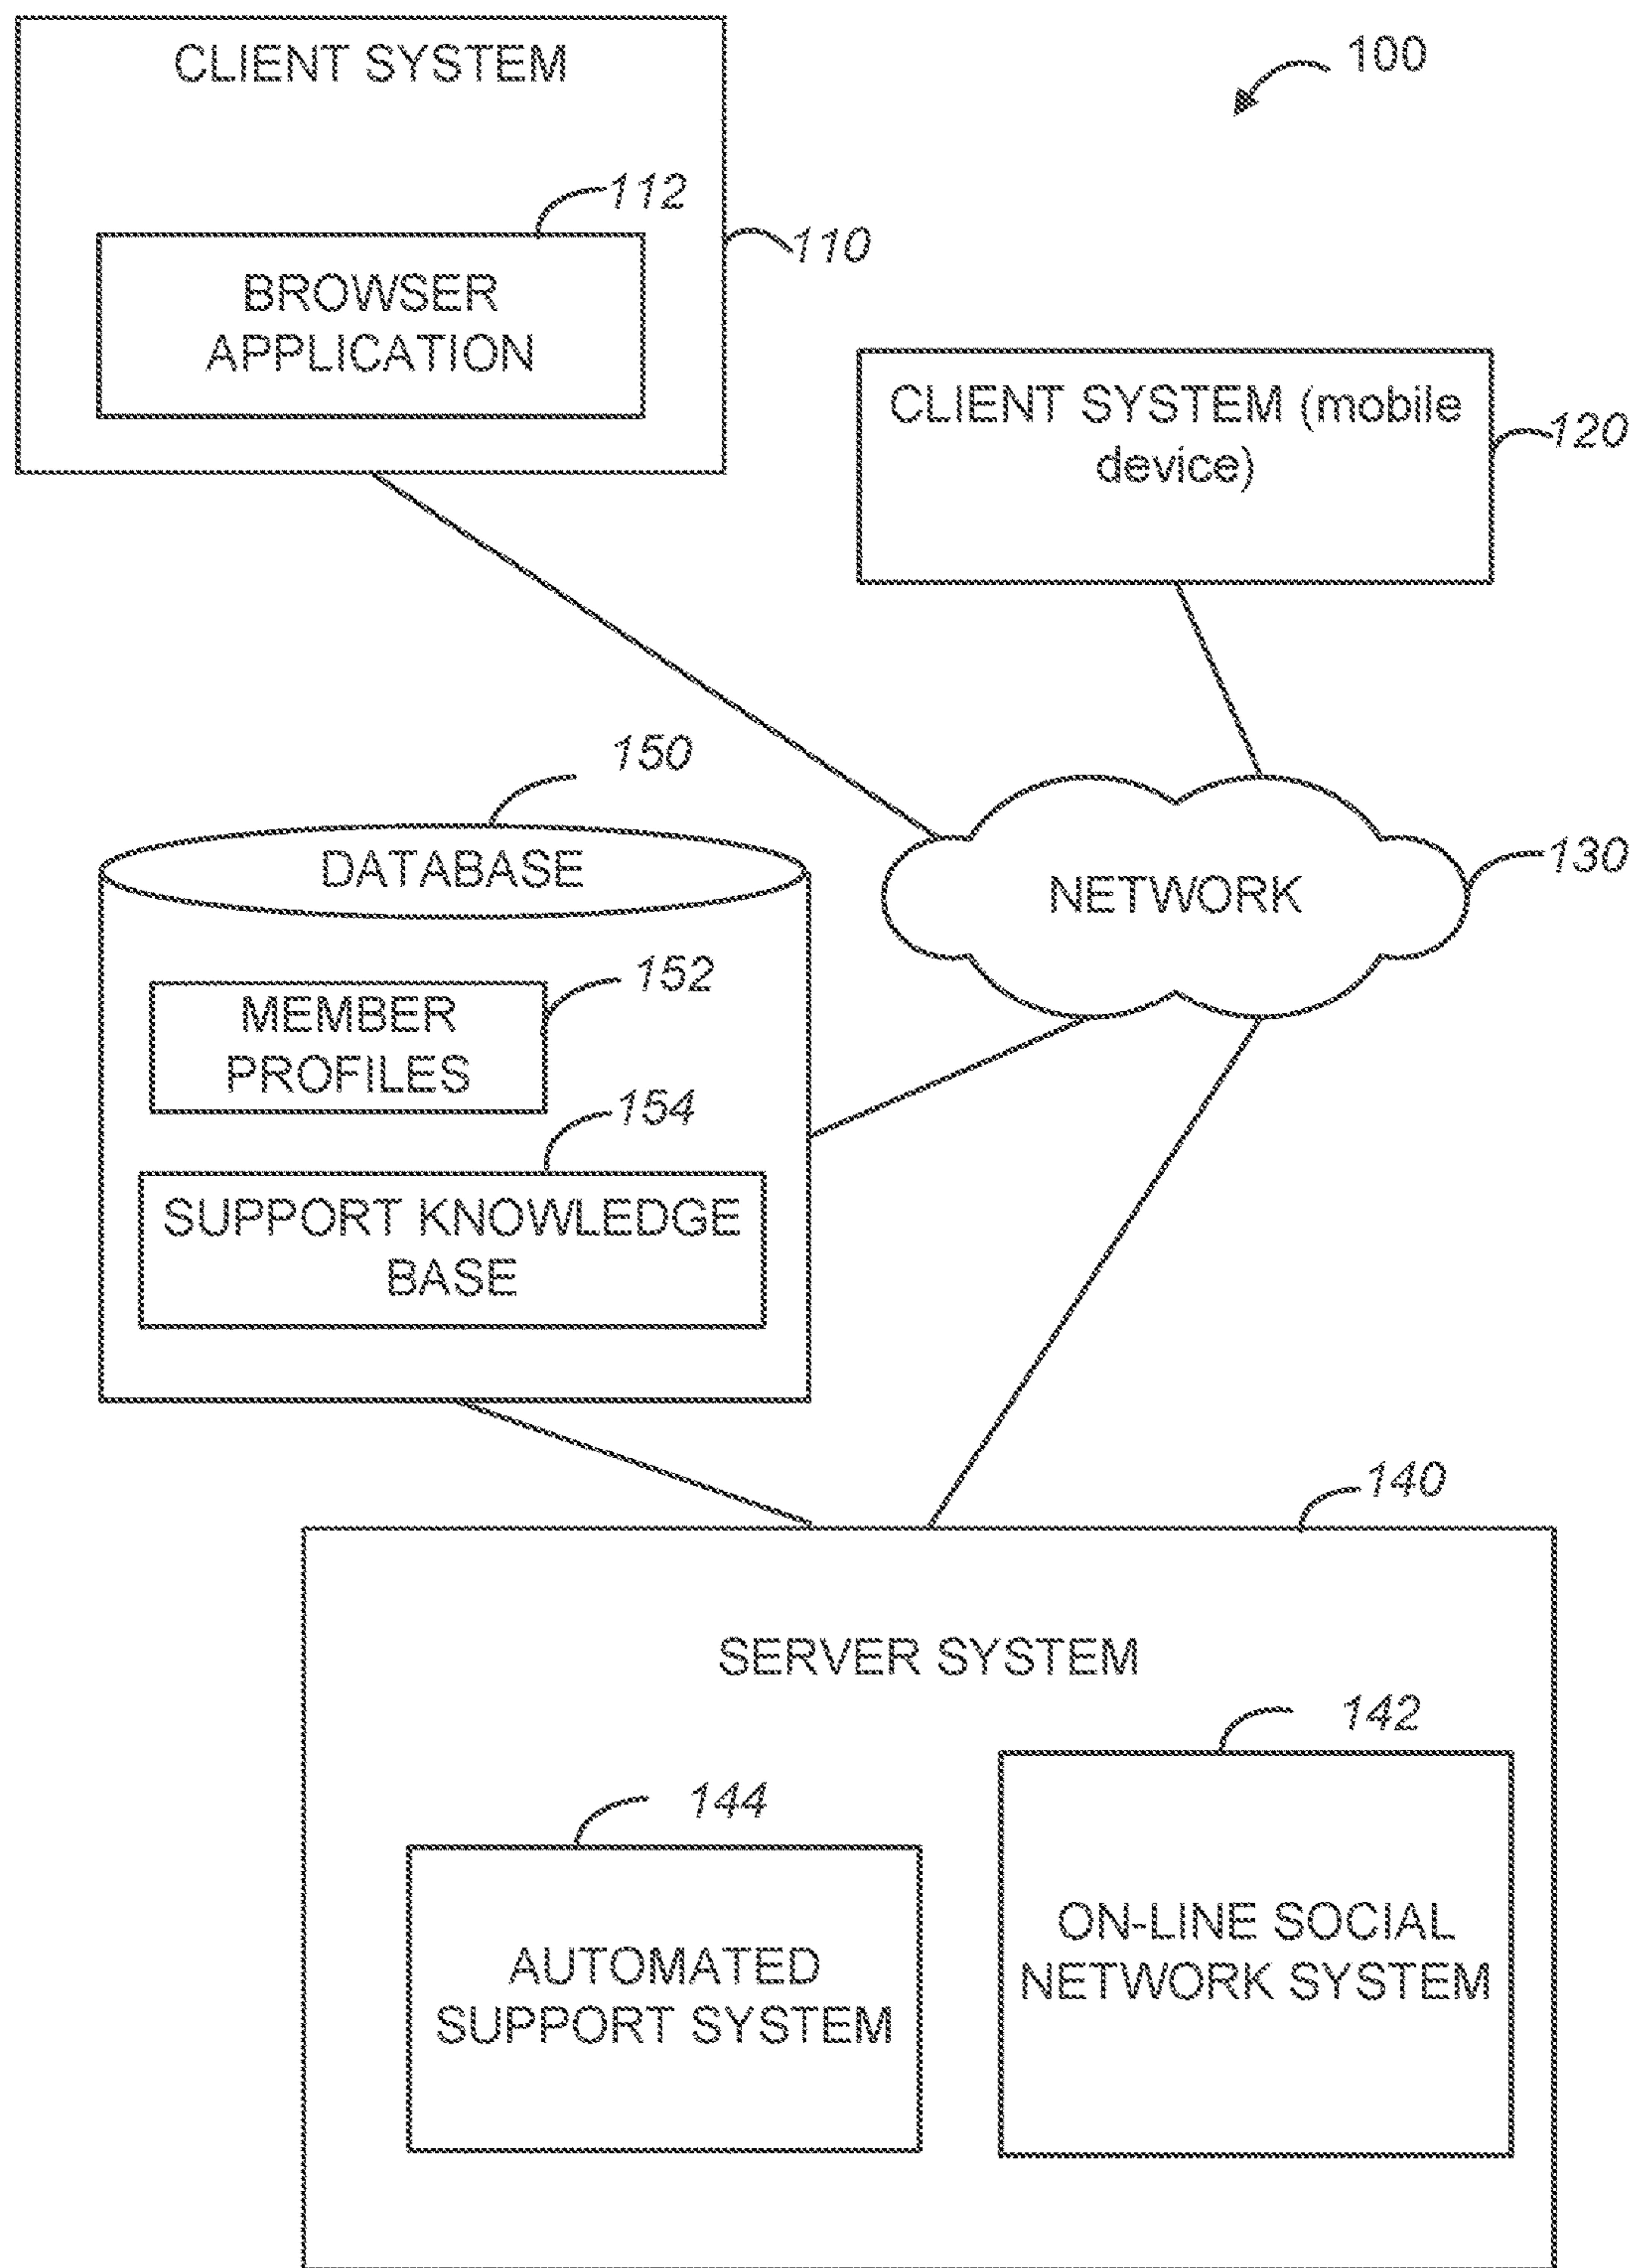 CLIENT SYSTEM
100
112
110
BROWSER
APPLICATION
CLIENT SYSTEM (mobile
device)
120
150
DATABASE
NETWORK
130
152
MEMBER
PROFILES
154
SUPPORT KNOWLEDGE
BASE
140
SERVER SYSTEM
142
144
ON-LINE SOCIAL
NETWORK SYSTEM
AUTOMATED
SUPPORT SYSTEM